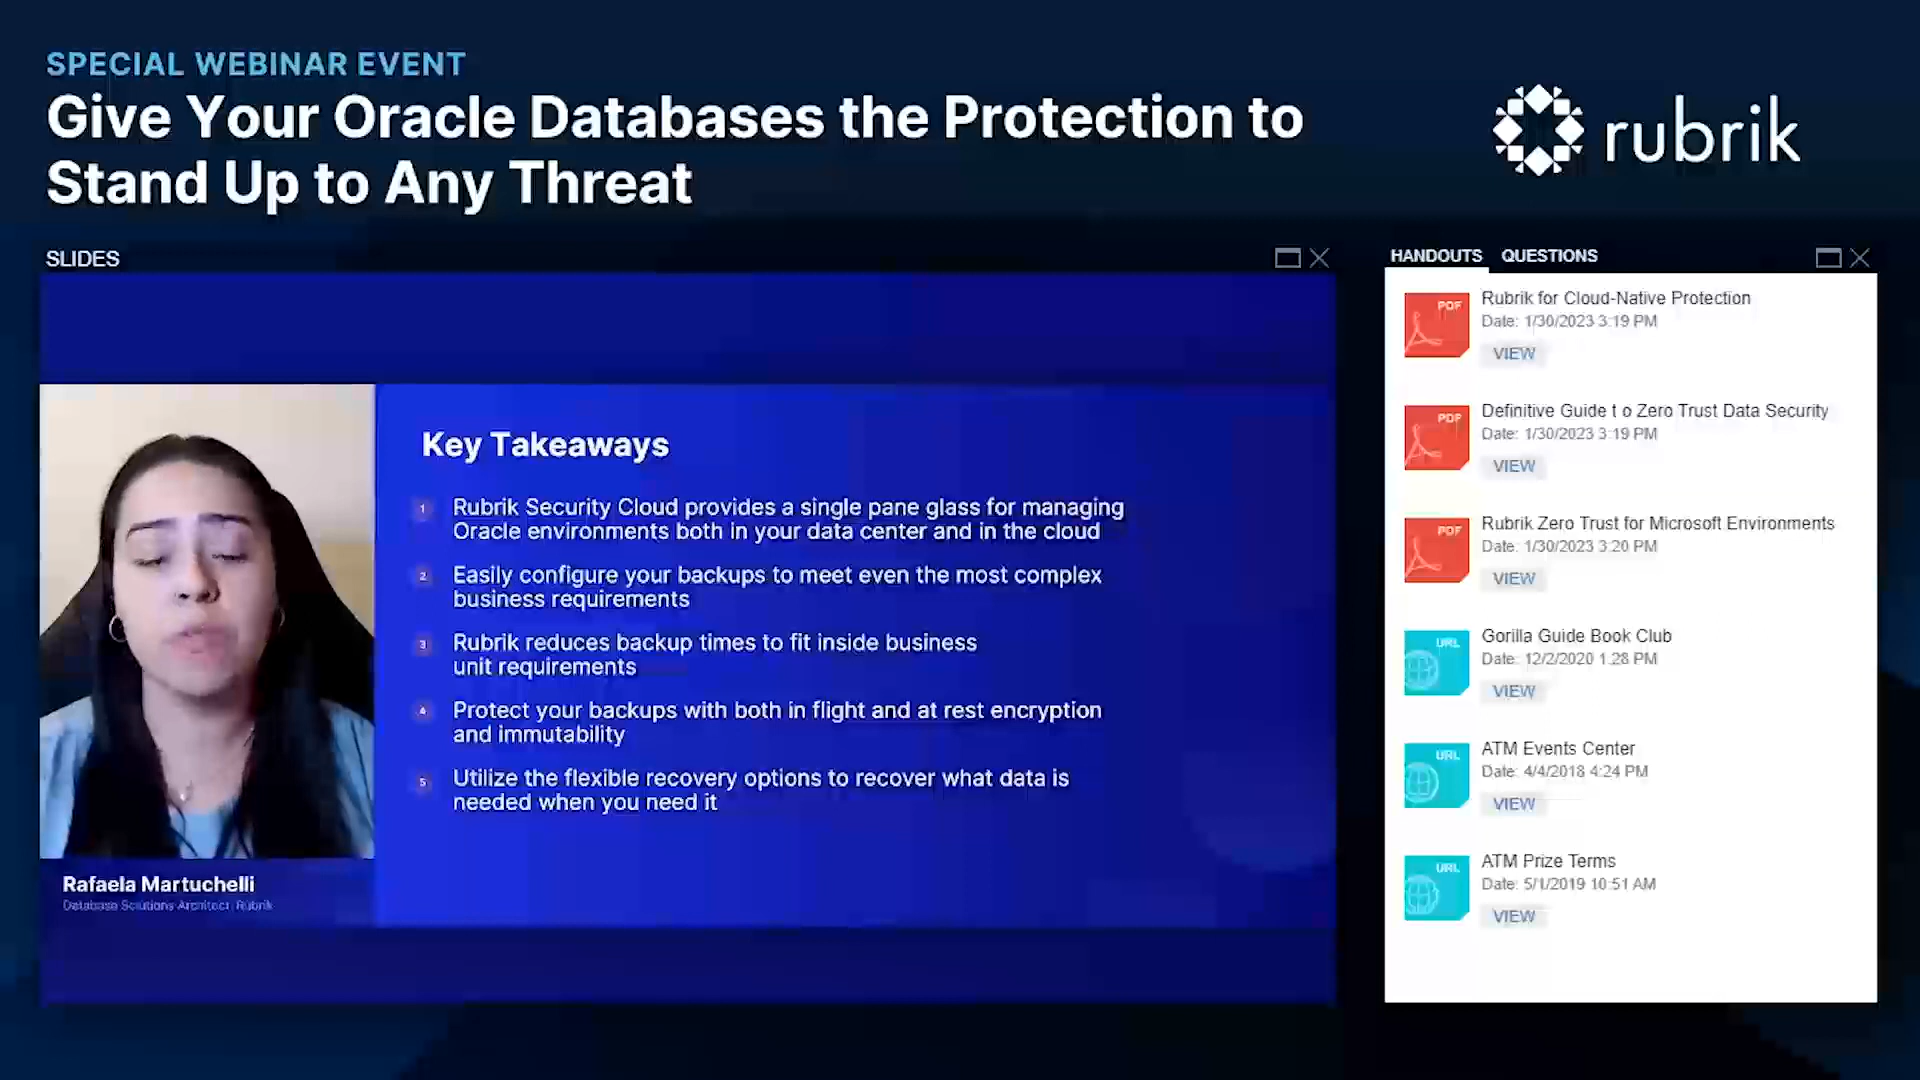 SPECIAL WEBINAR EVENT
Give Your Oracle Databases the Protection to
Stand Up to Any Threat
rubrik
SLIDES
Key Takeaways
1 Rubrik Security Cloud provides a single pane glass for managing
Oracle environments both in your data center and in the cloud
2 Easily configure your backups to meet even the most complex
business requirements
3 Rubrik reduces backup times to fit inside business
unit requirements
4 Protect your backups with both in flight and at rest encryption
and immutability
5 Utilize the flexible recovery options to recover what data is
needed when you need it
Rafaela Martuchelli
Database Solutions Architect, Rubrik
HANDOUTS QUESTIONS
PDF
Rubrik for Cloud-Native Protection
Date: 1/30/2023 3:19 PM
VIEW
PDF
Definitive Guide t o Zero Trust Data Security
Date: 1/30/2023 3:19 PM
VIEW
PDF
Rubrik Zero Trust for Microsoft Environments
Date: 1/30/2023 3:20 PM
VIEW
URL
Gorilla Guide Book Club
Date: 12/2/2020 1:28 PM
VIEW
URL
ATM Events Center
Date: 4/4/2018 4:24 PM
VIEW
URL
ATM Prize Terms
Date: 5/1/2019 10:51 AM
VIEW